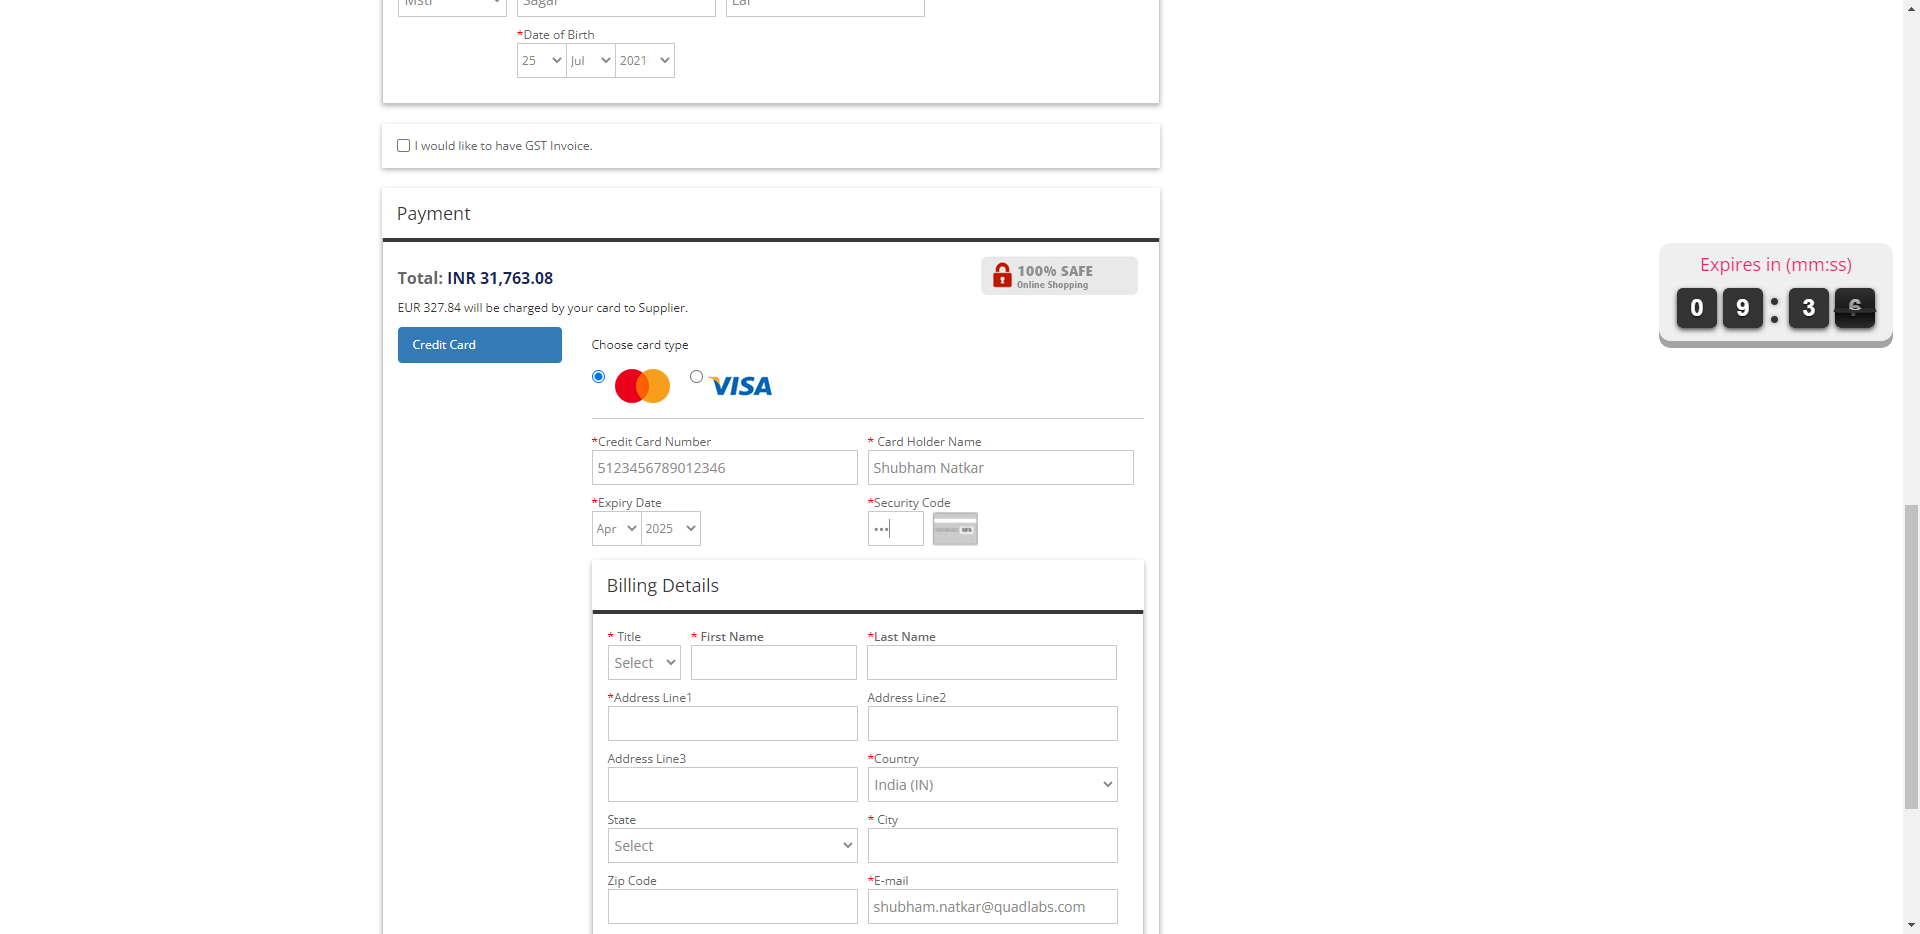 Mstr Sagar Lal
*Date of Birth
25 Jul 2021
I would like to have GST Invoice.
Payment
Total: INR 31,763.08
100% SAFE
Online Shopping
EUR 327.84 will be charged by your card to Supplier.
Expires in (mm:ss)
0 9 : 3 6
Credit Card
Choose card type
VISA
*Credit Card Number
* Card Holder Name
5123456789012346
Shubham Natkar
*Expiry Date
*Security Code
Apr 2025
•••
Billing Details
* Title
* First Name
*Last Name
Select
*Address Line1
Address Line2
Address Line3
*Country
India (IN)
State
* City
Select
Zip Code
*E-mail
shubham.natkar@quadlabs.com